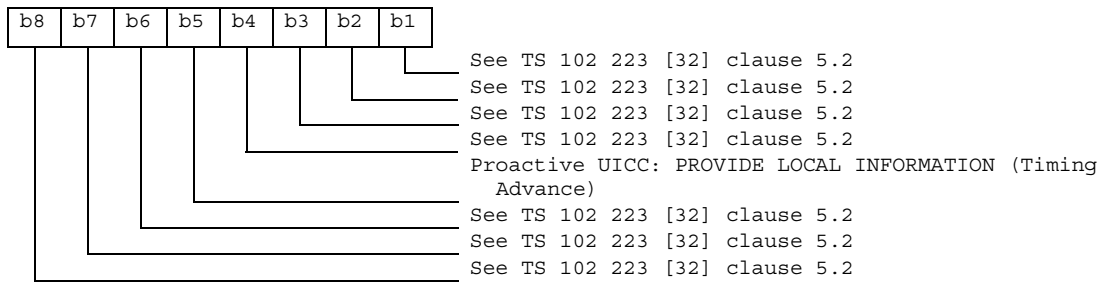 b8 b7 b6 b5 b4 b3 b2 b1
See TS 102 223 [32] clause 5.2
See TS 102 223 [32] clause 5.2
See TS 102 223 [32] clause 5.2
See TS 102 223 [32] clause 5.2
Proactive UICC: PROVIDE LOCAL INFORMATION (Timing
Advance)
See TS 102 223 [32] clause 5.2
See TS 102 223 [32] clause 5.2
See TS 102 223 [32] clause 5.2